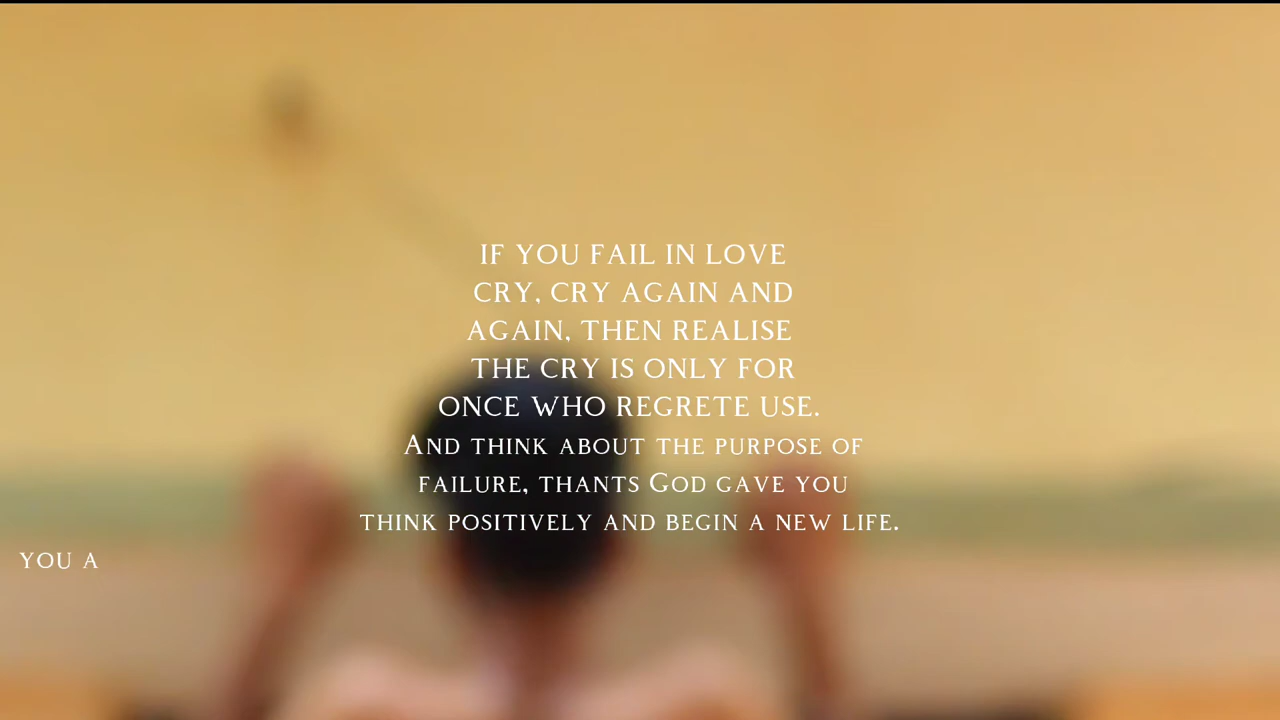 IF YOU FAIL IN LOVE
CRY, CRY AGAIN AND
AGAIN, THEN REALISE
THE CRY IS ONLY FOR
ONCE WHO REGRETE USE.
And think about the purpose of
failure, thants God gave you
think positively and begin a new life.
you a